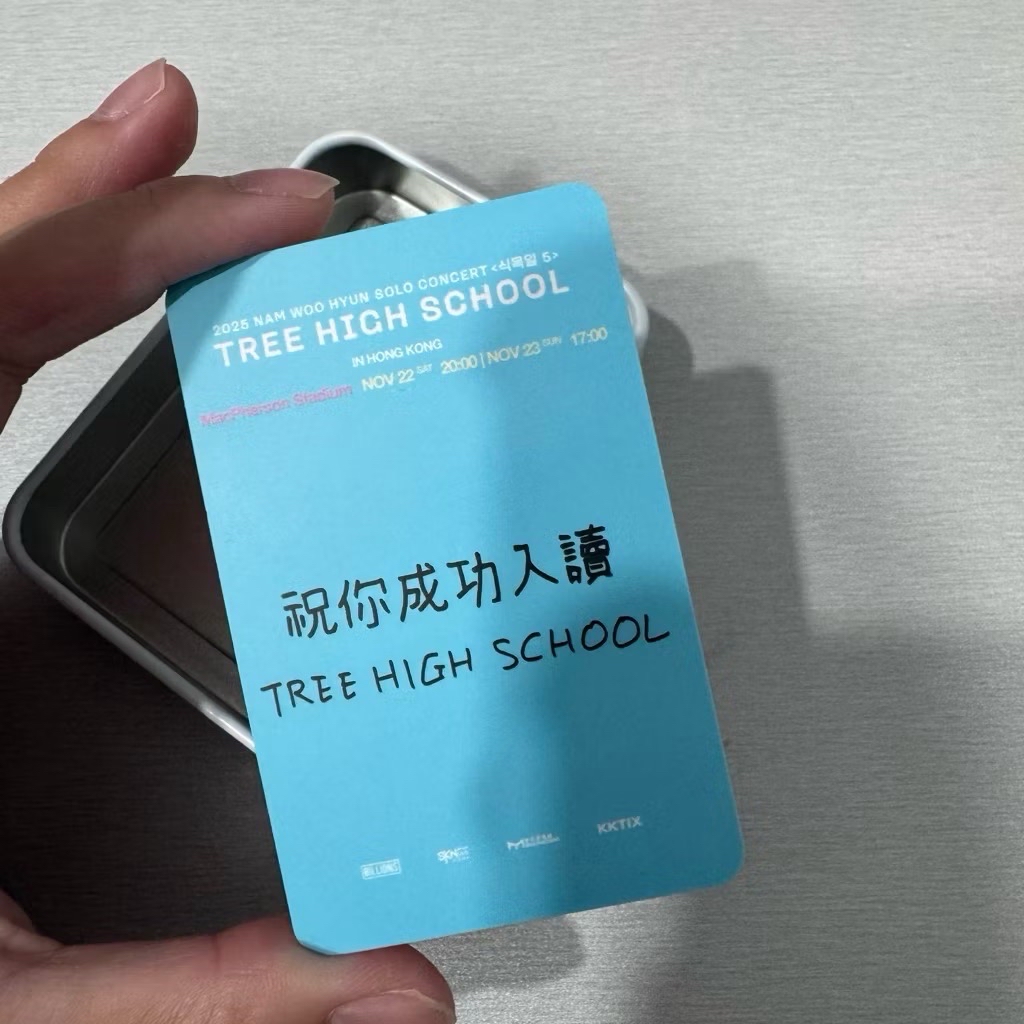 2025 NAM WOO HYUN SOLO CONCERT <식목일 5>
TREE HIGH SCHOOL
IN HONG KONG
MacPherson Stadium NOV 22 SAT 20:00 | NOV 23 SUN 17:00
祝你成功入讀
TREE HIGH SCHOOL
BILLIONS KKTIX